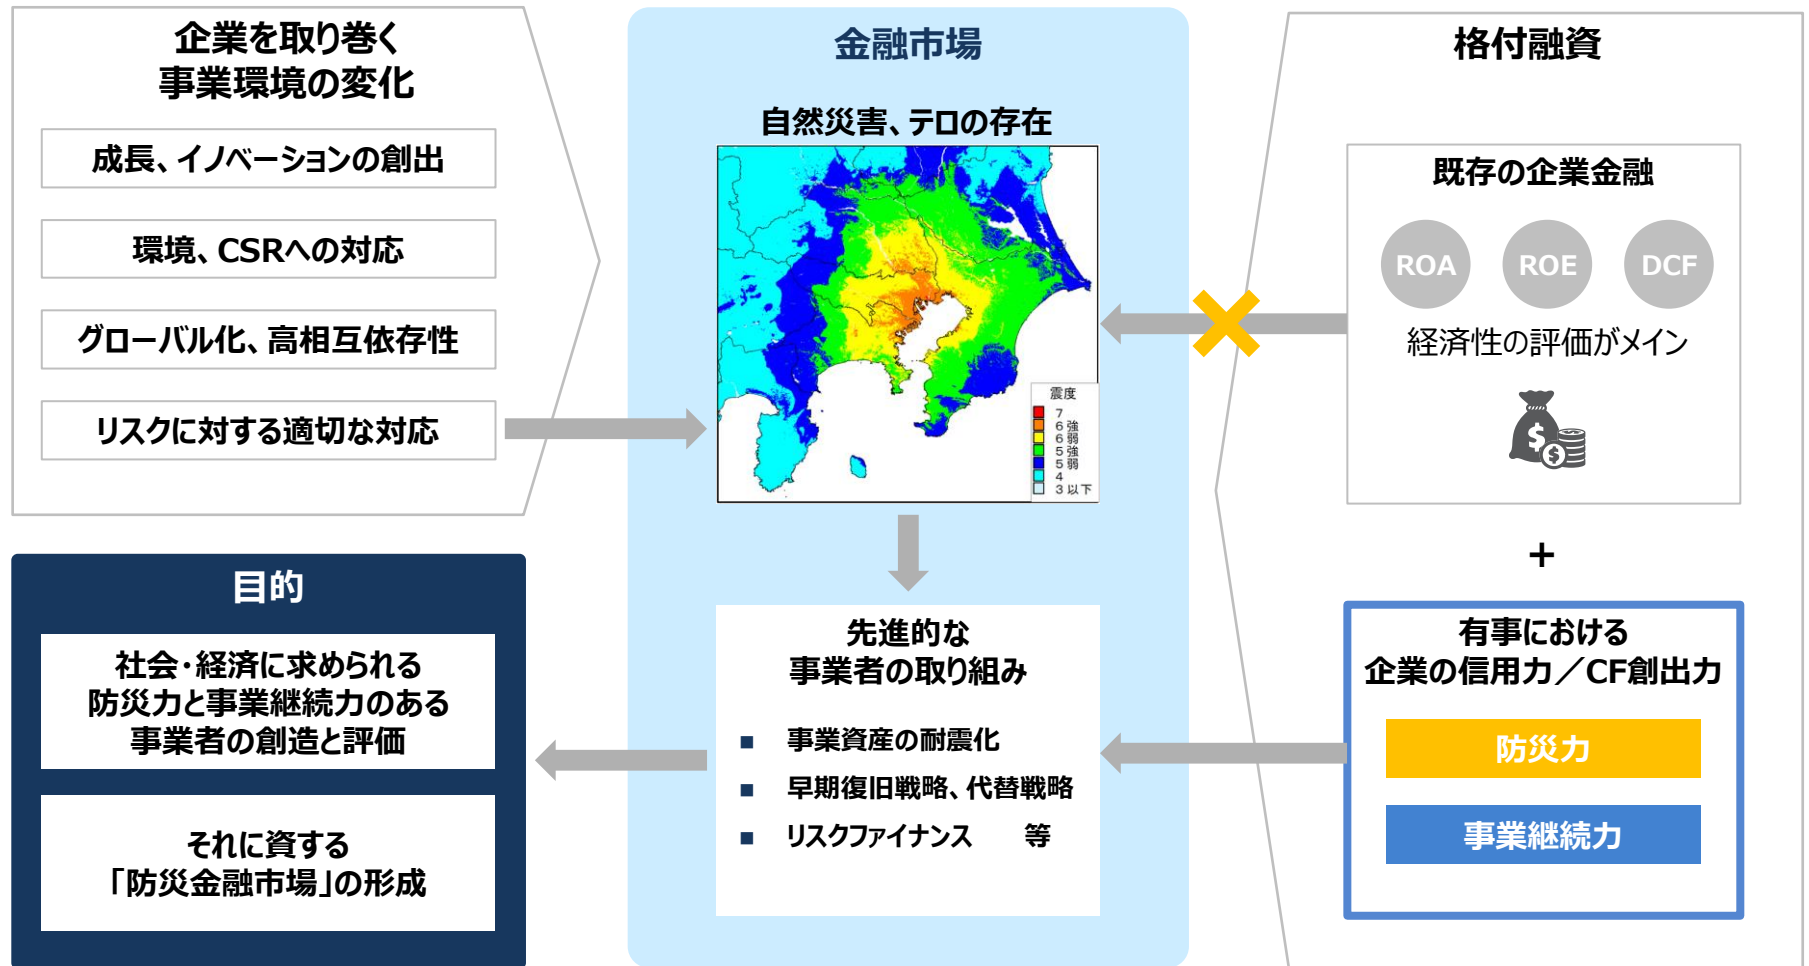 企業を取り巻く
事業環境の変化
成長、イノベーションの創出
環境、CSRへの対応
グローバル化、高相互依存性
リスクに対する適切な対応
目的
社会・経済に求められる
防災力と事業継続力のある
事業者の創造と評価
それに資する
「防災金融市場」の形成
金融市場
自然災害、テロの存在
震度
7
6強
6弱
5強
5弱
4
3以下
先進的な
事業者の取り組み
■ 事業資産の耐震化
■ 早期復旧戦略、代替戦略
■ リスクファイナンス　等
格付融資
既存の企業金融
ROA ROE DCF
経済性の評価がメイン
$
$
+
有事における
企業の信用力／CF創出力
防災力
事業継続力